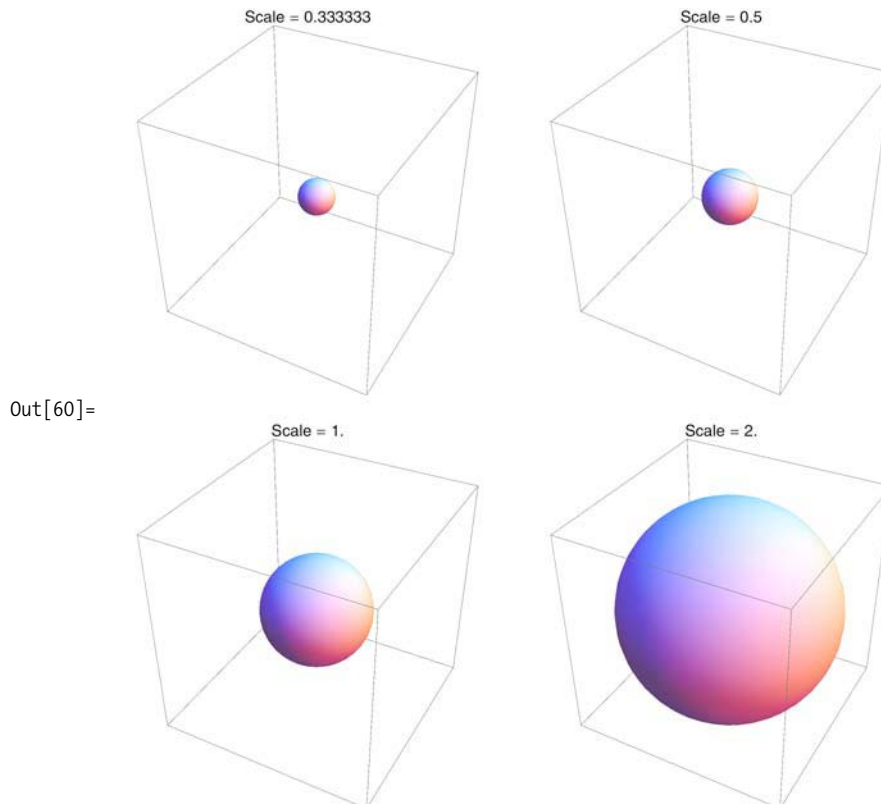 Scale = 0.333333
Scale = 0.5
Out[60]=
Scale = 1.
Scale = 2.